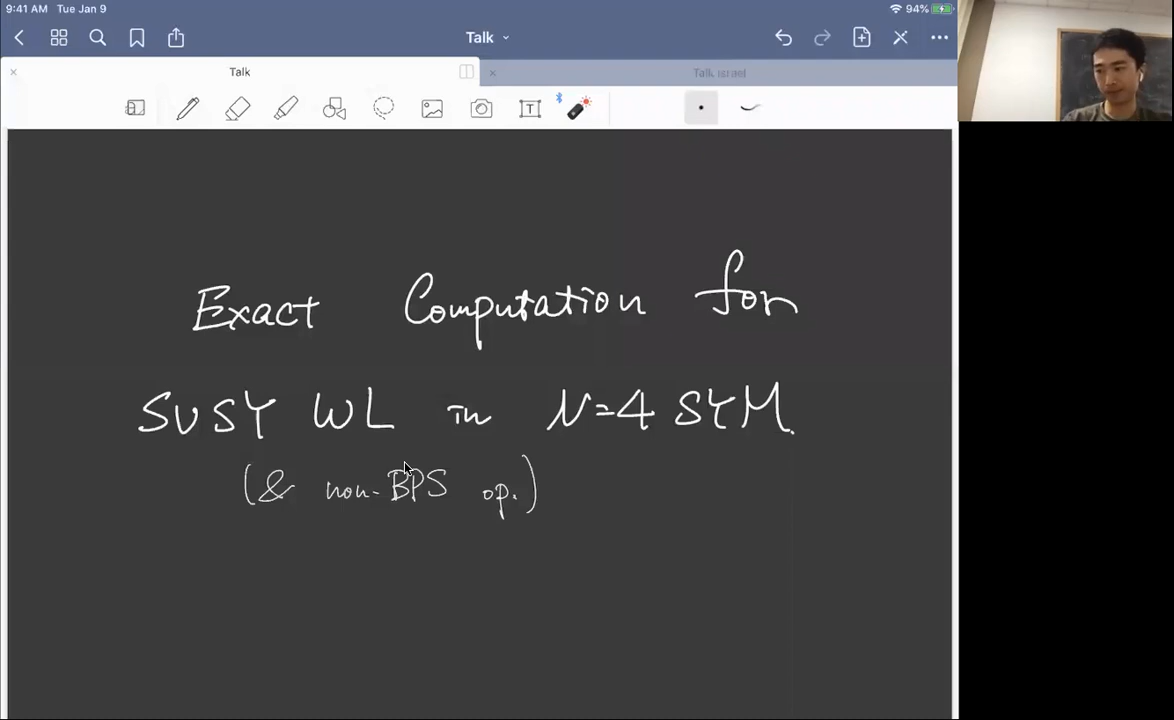 9:41 AM Tue Jan 9
94%
Talk
Talk
Talk israel
T
Exact Computation for
SUSY WL in N=4 SYM.
(& non-BPS op.)